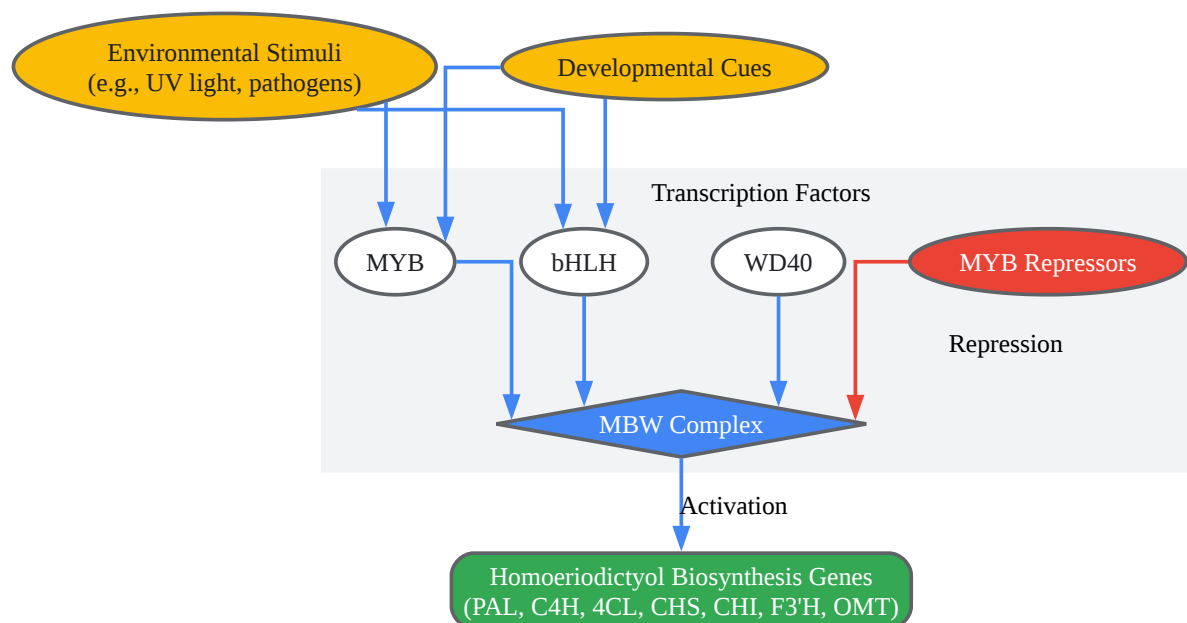 Environmental Stimuli
(e.g., UV light, pathogens)
Developmental Cues
Transcription Factors
MYB
bHLH
WD40
MYB Repressors
Repression
MBW Complex
Activation
Homoeriodictyol Biosynthesis Genes
(PAL, C4H, 4CL, CHS, CHI, F3'H, OMT)